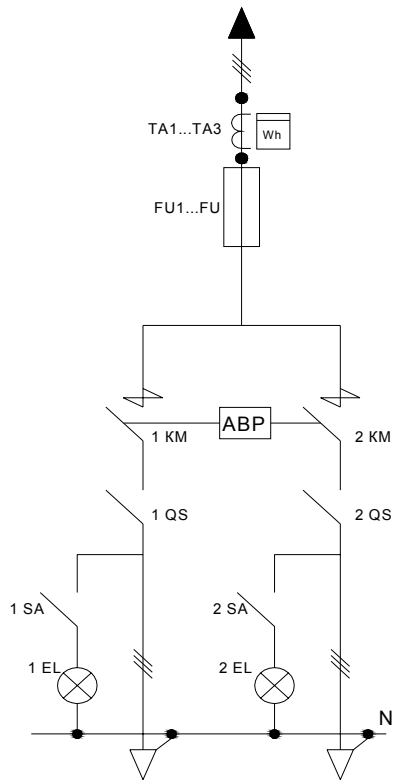 TA1...TA3
Wh
FU1...FU
1 KM
АВР
2 KM
1 QS
2 QS
1 SA
2 SA
1 EL
2 EL
N